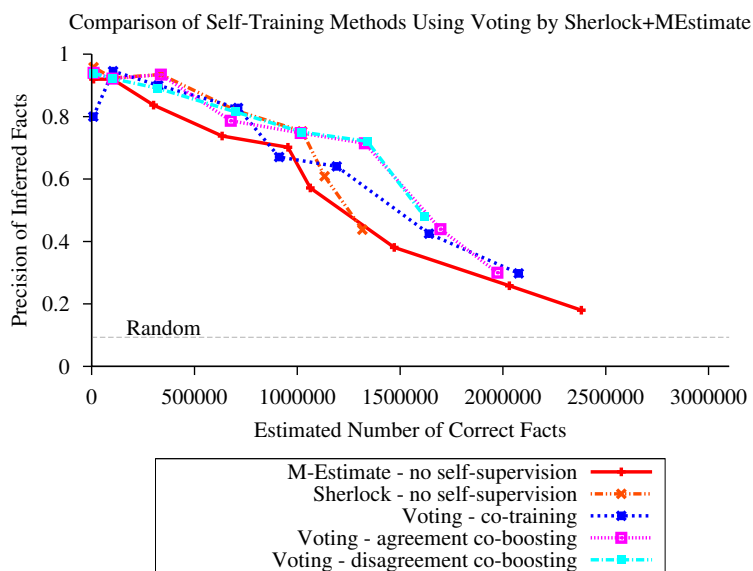 Comparison of Self-Training Methods Using Voting by Sherlock+MEstimate
1
0.8
0.6
0.4
0.2
0
Precision of Inferred Facts
Random
0 500000 1000000 1500000 2000000 2500000 3000000
Estimated Number of Correct Facts
M-Estimate - no self-supervision
Sherlock - no self-supervision
Voting - co-training
Voting - agreement co-boosting
Voting - disagreement co-boosting